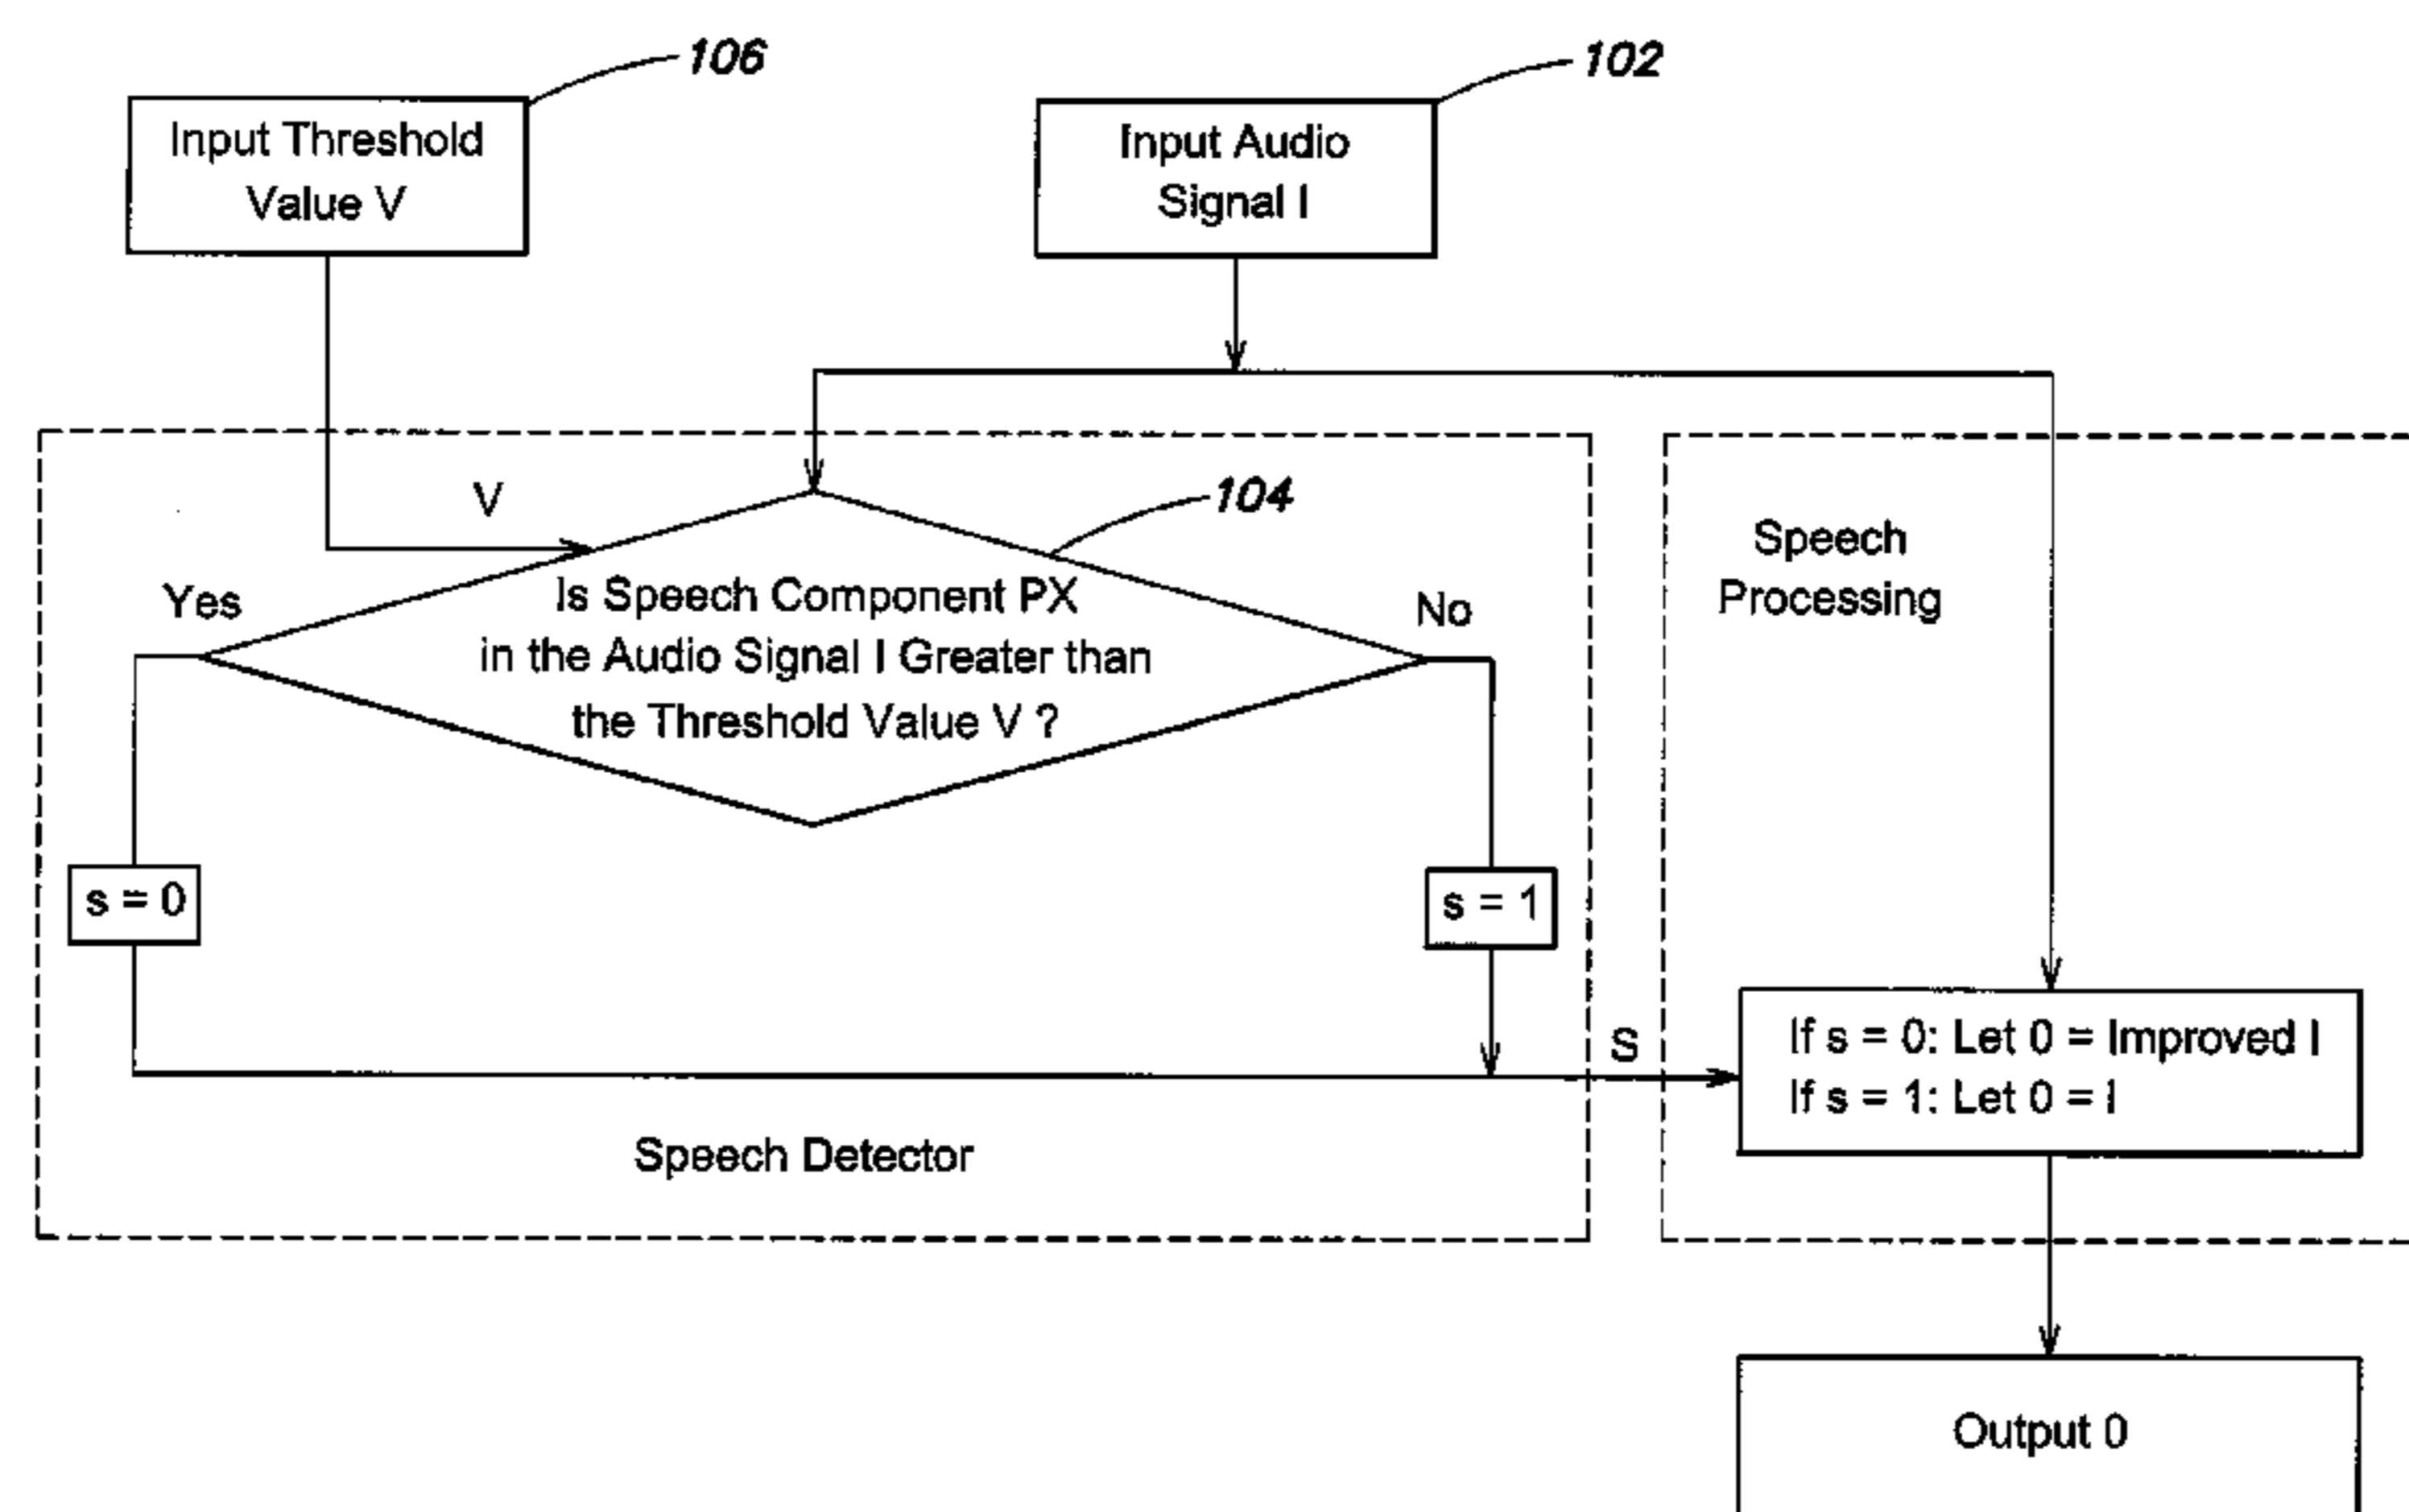 106
102
Input Threshold
Value V
Input Audio
Signal I
V
104
Speech
Processing
Yes
Is Speech Component PX
in the Audio Signal I Greater than
the Threshold Value V ?
No
s = 0
s = 1
S
If s = 0: Let 0 = Improved I
If s = 1: Let 0 = I
Speech Detector
Output 0